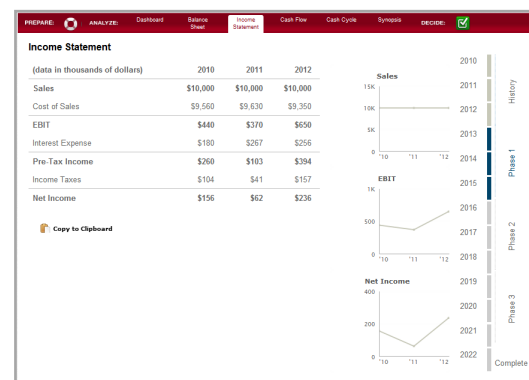 PREPARE: ANALYZE: Dashboard Balance Sheet Income Statement Cash Flow Cash Cycle Synopsis DECIDE:
Income Statement
(data in thousands of dollars) 2010 2011 2012
Sales $10,000 $10,000 $10,000
Cost of Sales $9,560 $9,630 $9,350
EBIT $440 $370 $650
Interest Expense $180 $267 $256
Pre-Tax Income $260 $103 $394
Income Taxes $104 $41 $157
Net Income $156 $62 $236
Copy to Clipboard
Sales
15K
10K
5K
0
'10 '11 '12
EBIT
1K
500
0
'10 '11 '12
Net Income
400
200
0
'10 '11 '12
2010
2011
2012
2013
2014
2015
2016
2017
2018
2019
2020
2021
2022
History
Phase 1
Phase 2
Phase 3
Complete